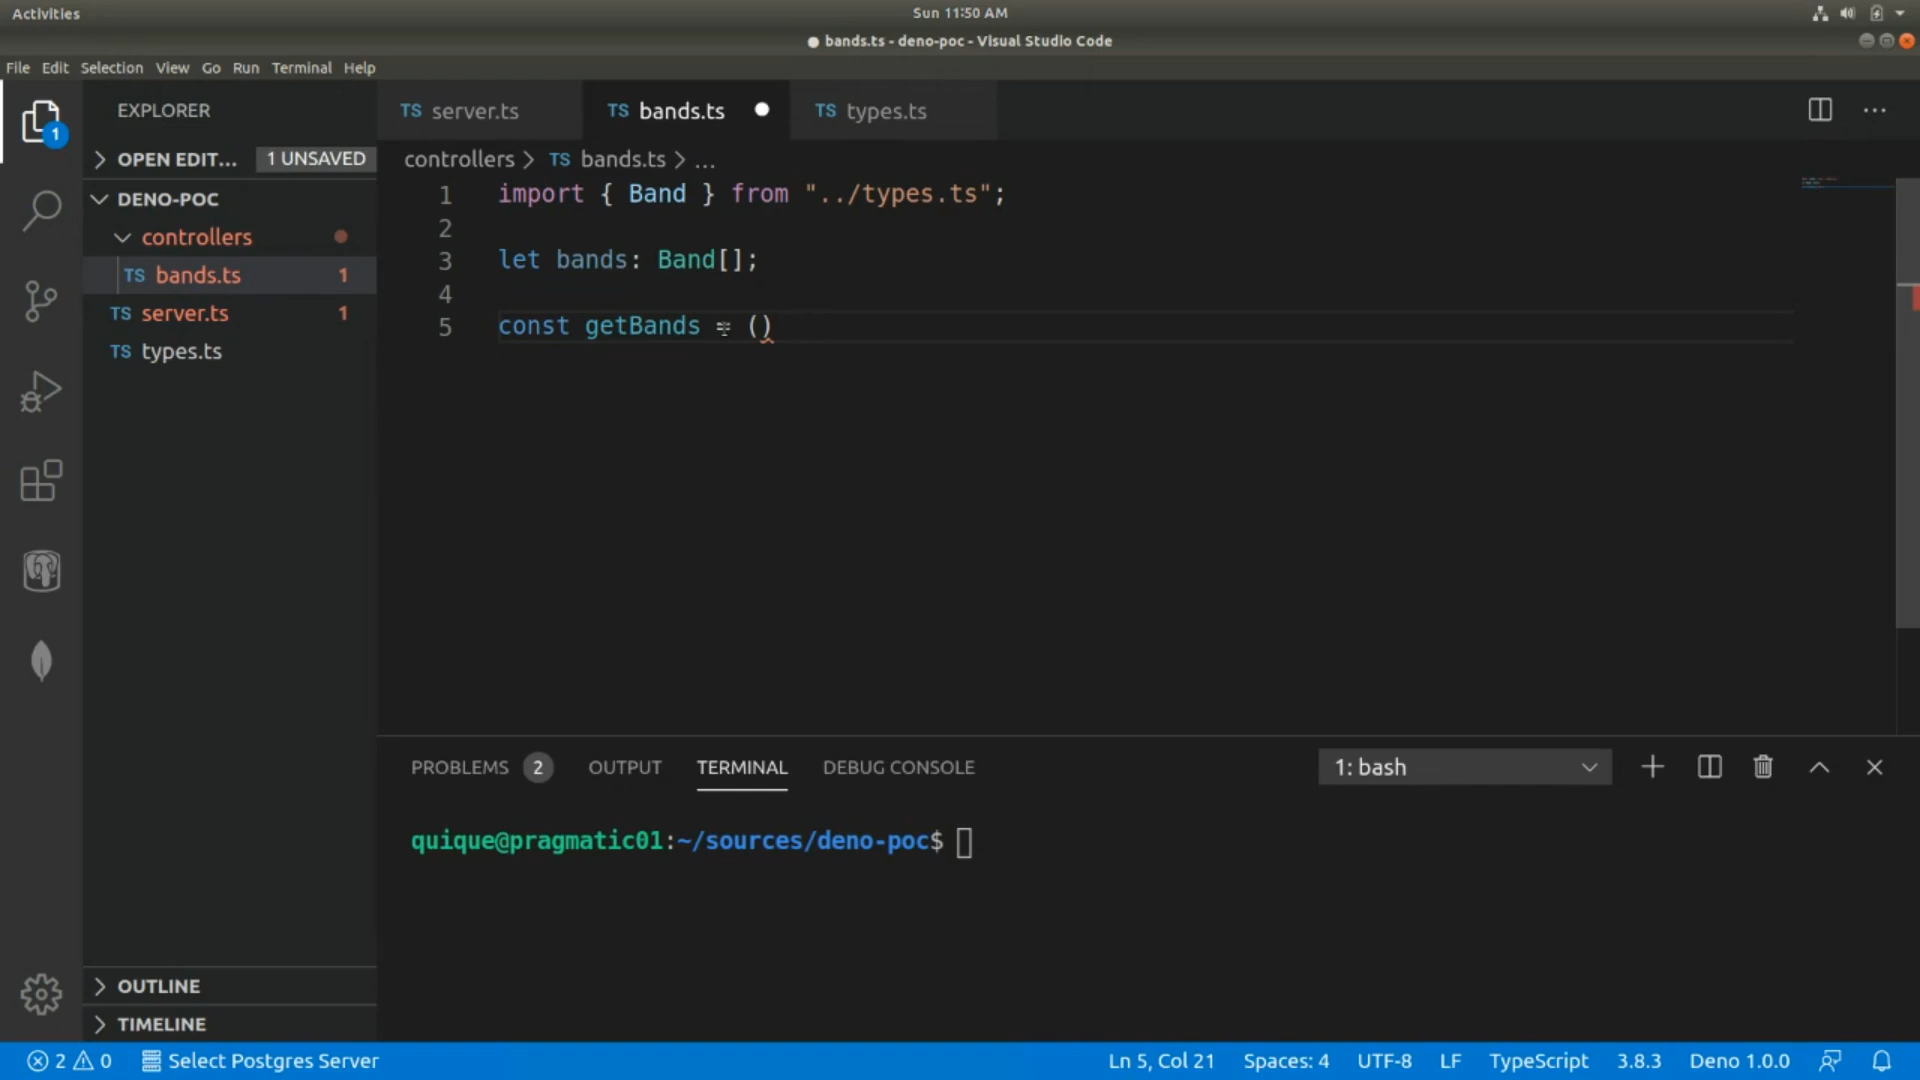 Activities
Sun 11:50 AM
● bands.ts - deno-poc - Visual Studio Code
File Edit Selection View Go Run Terminal Help
1
EXPLORER
OPEN EDIT... 1 UNSAVED
DENO-POC
controllers
TS bands.ts 1
TS server.ts 1
TS types.ts
TS server.ts TS bands.ts ● TS types.ts ...
controllers > TS bands.ts > ...
1 import { Band } from "../types.ts";
2
3 let bands: Band[];
4
5 const getBands = ()
PROBLEMS 2 OUTPUT TERMINAL DEBUG CONSOLE 1: bash
quique@pragmatic01:~/sources/deno-poc$
OUTLINE
TIMELINE
2 0 Select Postgres Server Ln 5, Col 21 Spaces: 4 UTF-8 LF TypeScript 3.8.3 Deno 1.0.0